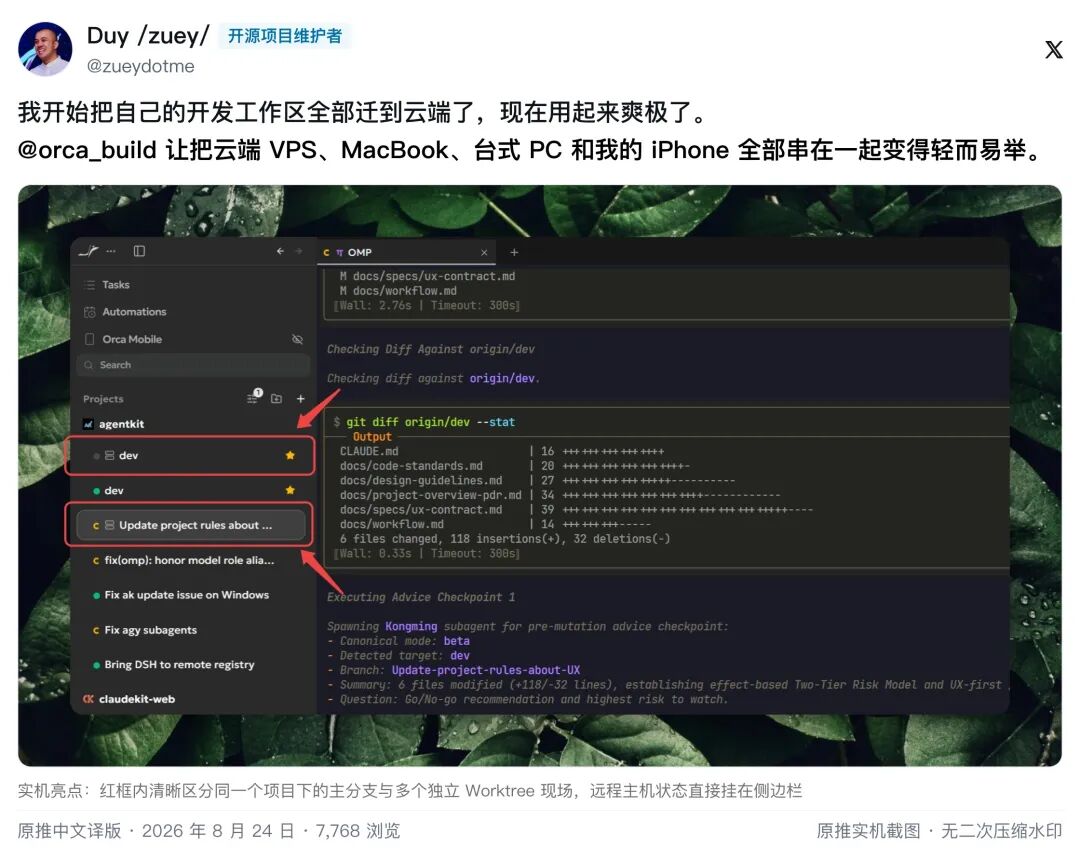 Duy /zuey/ 开源项目维护者
@zueydotme
我开始把自己的开发工作区全部迁到云端了，现在用起来爽极了。
@orca_build 让把云端 VPS、MacBook、台式 PC 和我的 iPhone 全部串在一起变得轻而易举。
Tasks
Automations
Orca Mobile
Search
Projects
1
agentkit
dev
dev
Update project rules about ...
fix(omp): honor model role alia...
Fix ak update issue on Windows
Fix agy subagents
Bring DSH to remote registry
CK claudekit-web
C π OMP
M docs/specs/ux-contract.md
M docs/workflow.md
[Wall: 2.76s | Timeout: 300s]
Checking Diff Against origin/dev
Checking diff against origin/dev.
$ git diff origin/dev --stat
Output
CLAUDE.md | 16 ++++++++++++++++
docs/code-standards.md | 20 +++++++++++++++++++-
docs/design-guidelines.md | 27 +++++++++++++++++----------
docs/project-overview-pdr.md | 34 ++++++++++++++++++++++------------
docs/specs/ux-contract.md | 39 +++++++++++++++++++++++++++++++++++----
docs/workflow.md | 14 +++++++++-----
6 files changed, 118 insertions(+), 32 deletions(-)
[Wall: 0.33s | Timeout: 300s]
Executing Advice Checkpoint 1
Spawning Kongming subagent for pre-mutation advice checkpoint:
- Canonical mode: beta
- Detected target: dev
- Branch: Update-project-rules-about-UX
- Summary: 6 files modified (+118/-32 lines), establishing effect-based Two-Tier Risk Model and UX-first
- Question: Go/No-go recommendation and highest risk to watch.
实机亮点：红框内清晰区分同一个项目下的主分支与多个独立 Worktree 现场，远程主机状态直接挂在侧边栏
原推中文译版 · 2026 年 8 月 24 日 · 7,768 浏览
原推实机截图 · 无二次压缩水印